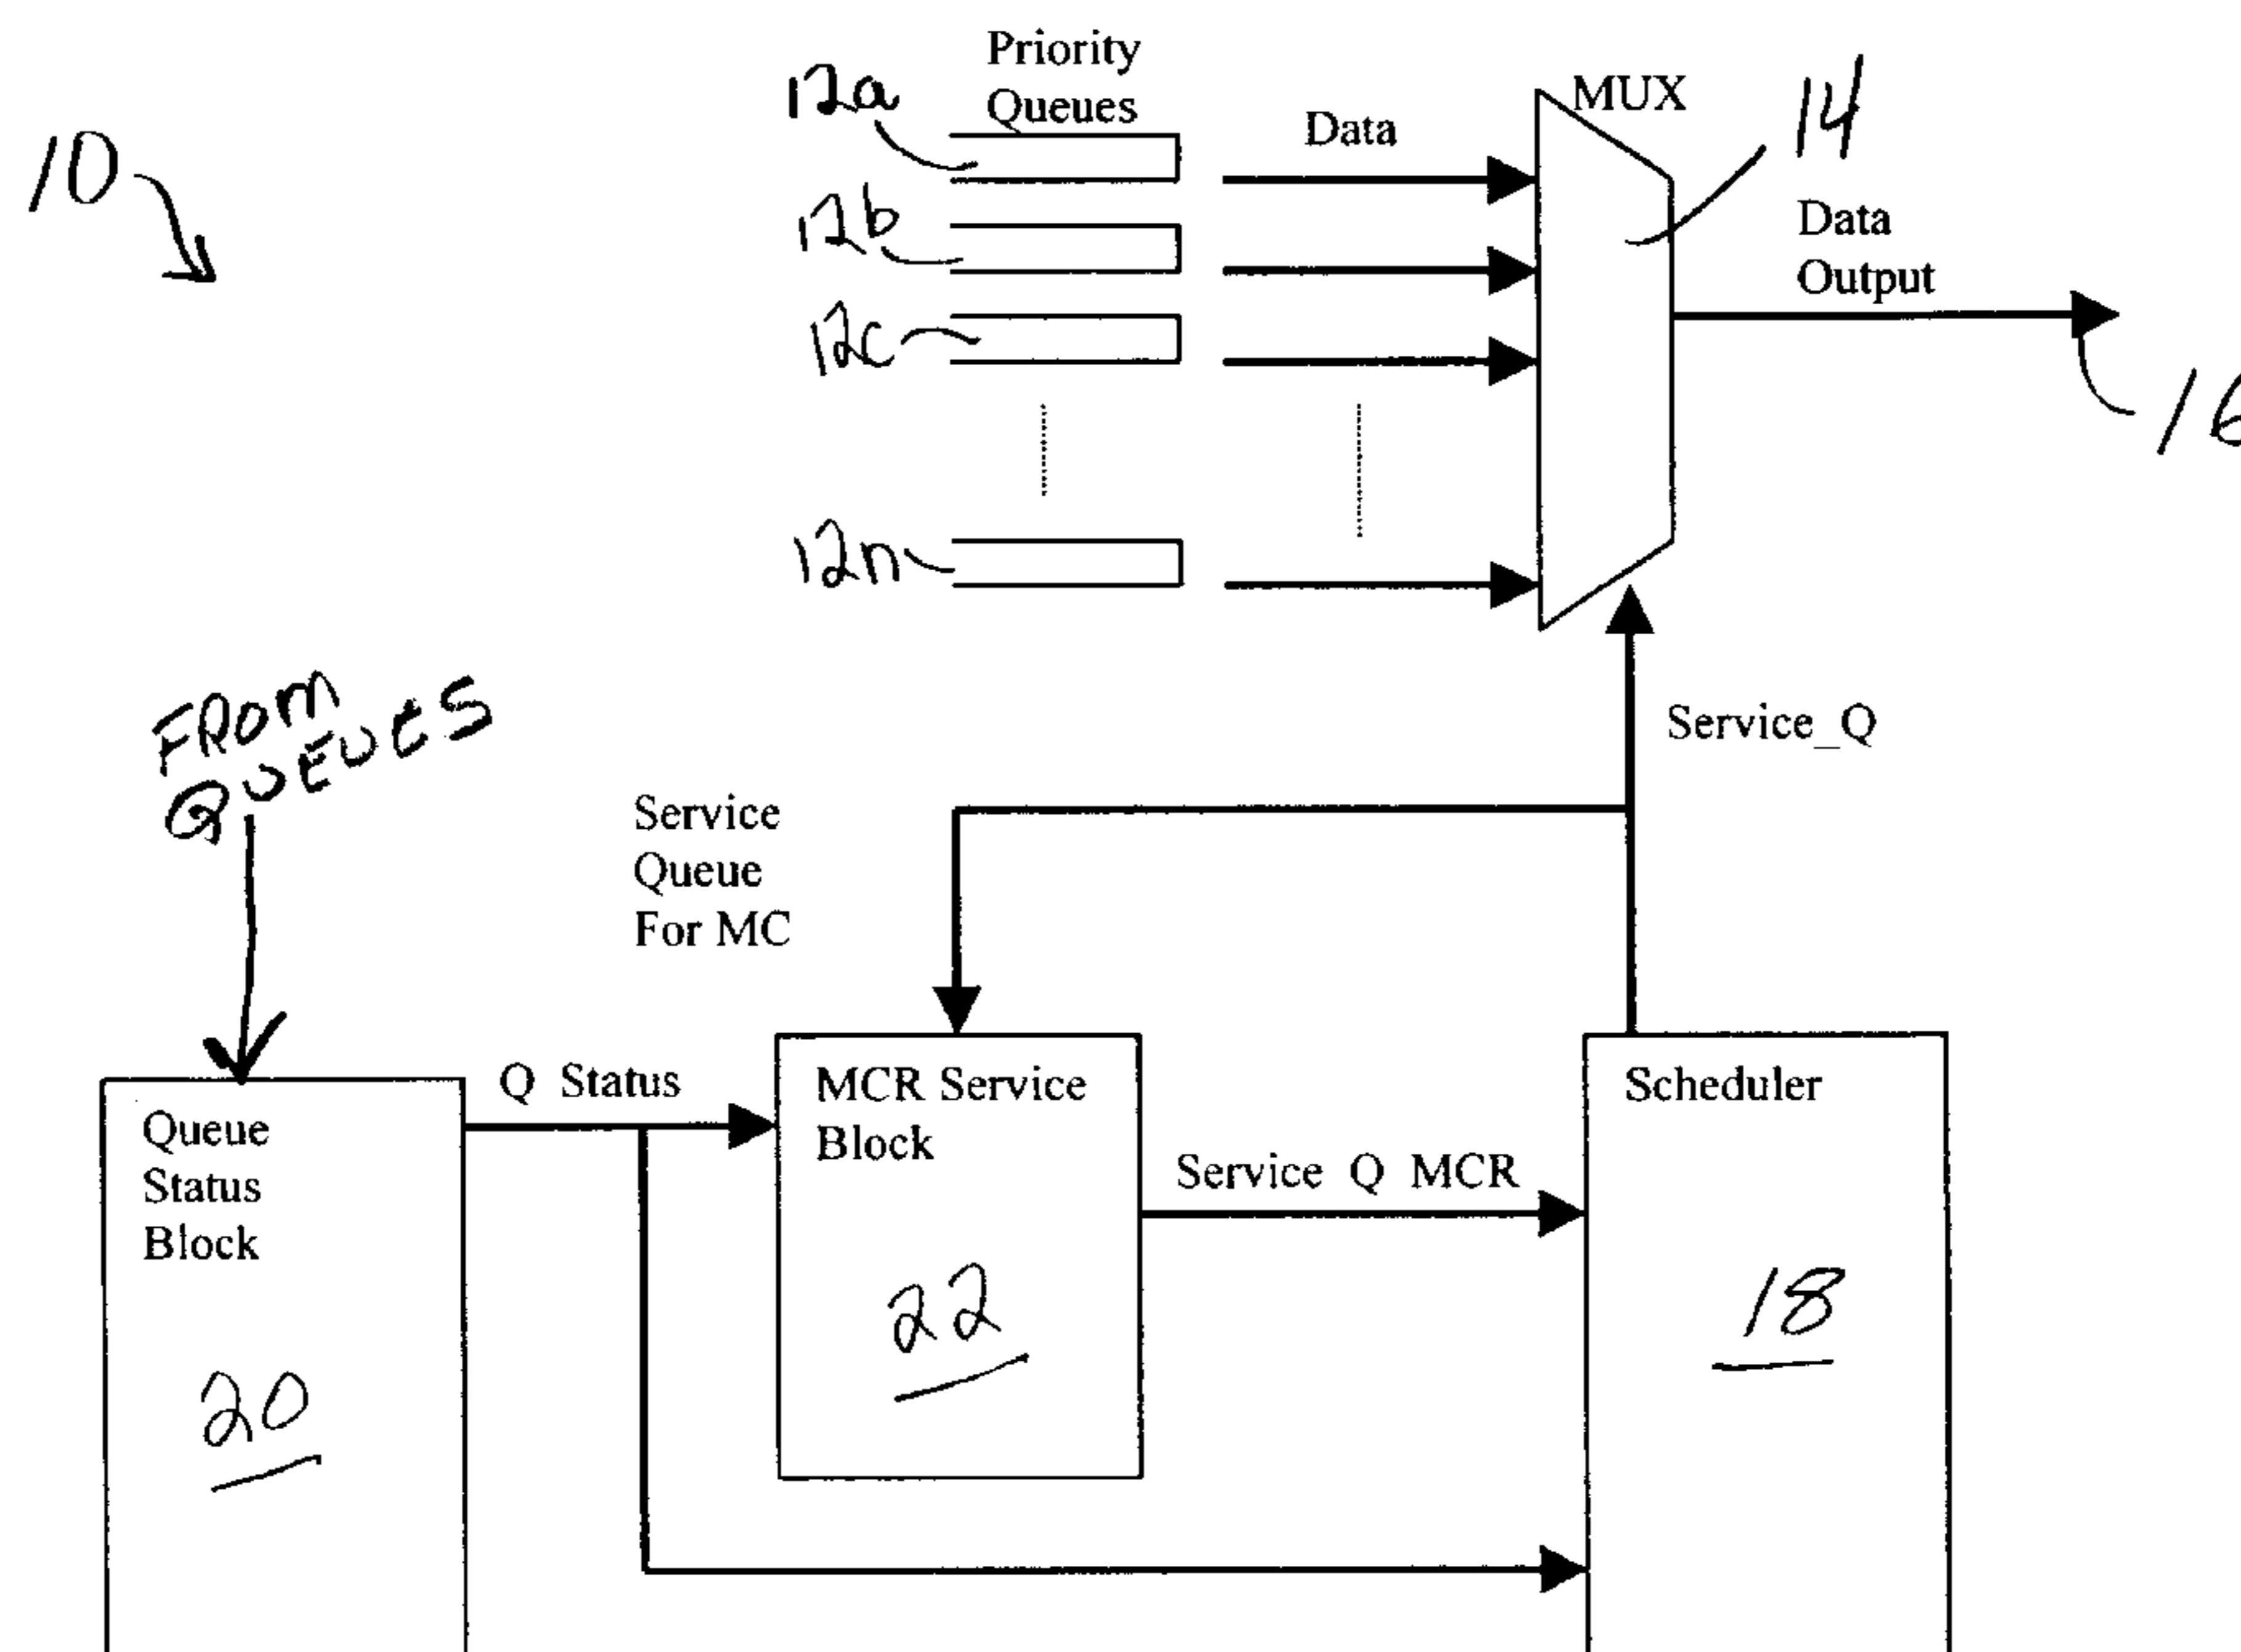 Priority
Queues
12a
MUX
14
10
Data
12b
Data
Output
12c
16
12n
FROM
QUEUES
Service_Q
Service
Queue
For MC
Q Status
MCR Service
Block
Scheduler
Queue
Status
Block
Service Q MCR
22
18
20